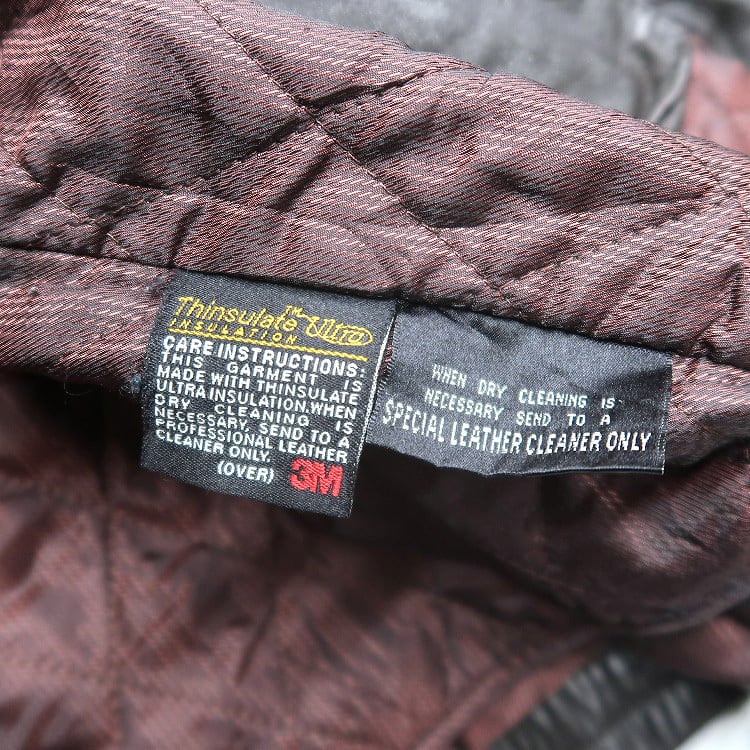 Thinsulate™ Ultra
INSULATION
CARE INSTRUCTIONS:
THIS GARMENT IS
MADE WITH THINSULATE
ULTRA INSULATION. WHEN
DRY CLEANING IS
NECESSARY, SEND TO A
PROFESSIONAL LEATHER
CLEANER ONLY.
(OVER) 3M
WHEN DRY CLEANING IS
NECESSARY SEND TO A
SPECIAL LEATHER CLEANER ONLY